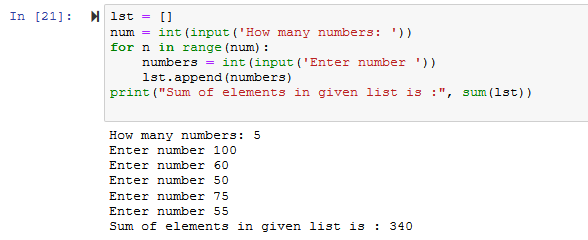 In [21]: lst = []
num = int(input('How many numbers: '))
for n in range(num):
    numbers = int(input('Enter number '))
    lst.append(numbers)
print("Sum of elements in given list is :", sum(lst))
How many numbers: 5
Enter number 100
Enter number 60
Enter number 50
Enter number 75
Enter number 55
Sum of elements in given list is : 340